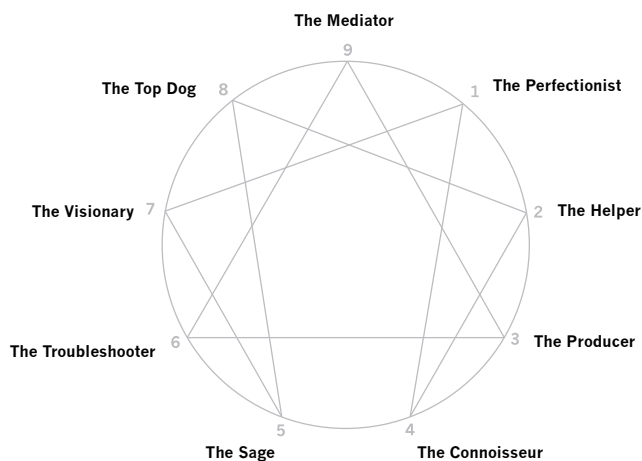 The Mediator
9
The Top Dog
8
1
The Perfectionist
The Visionary
7
2
The Helper
The Troubleshooter
6
3
The Producer
5
4
The Sage
The Connoisseur